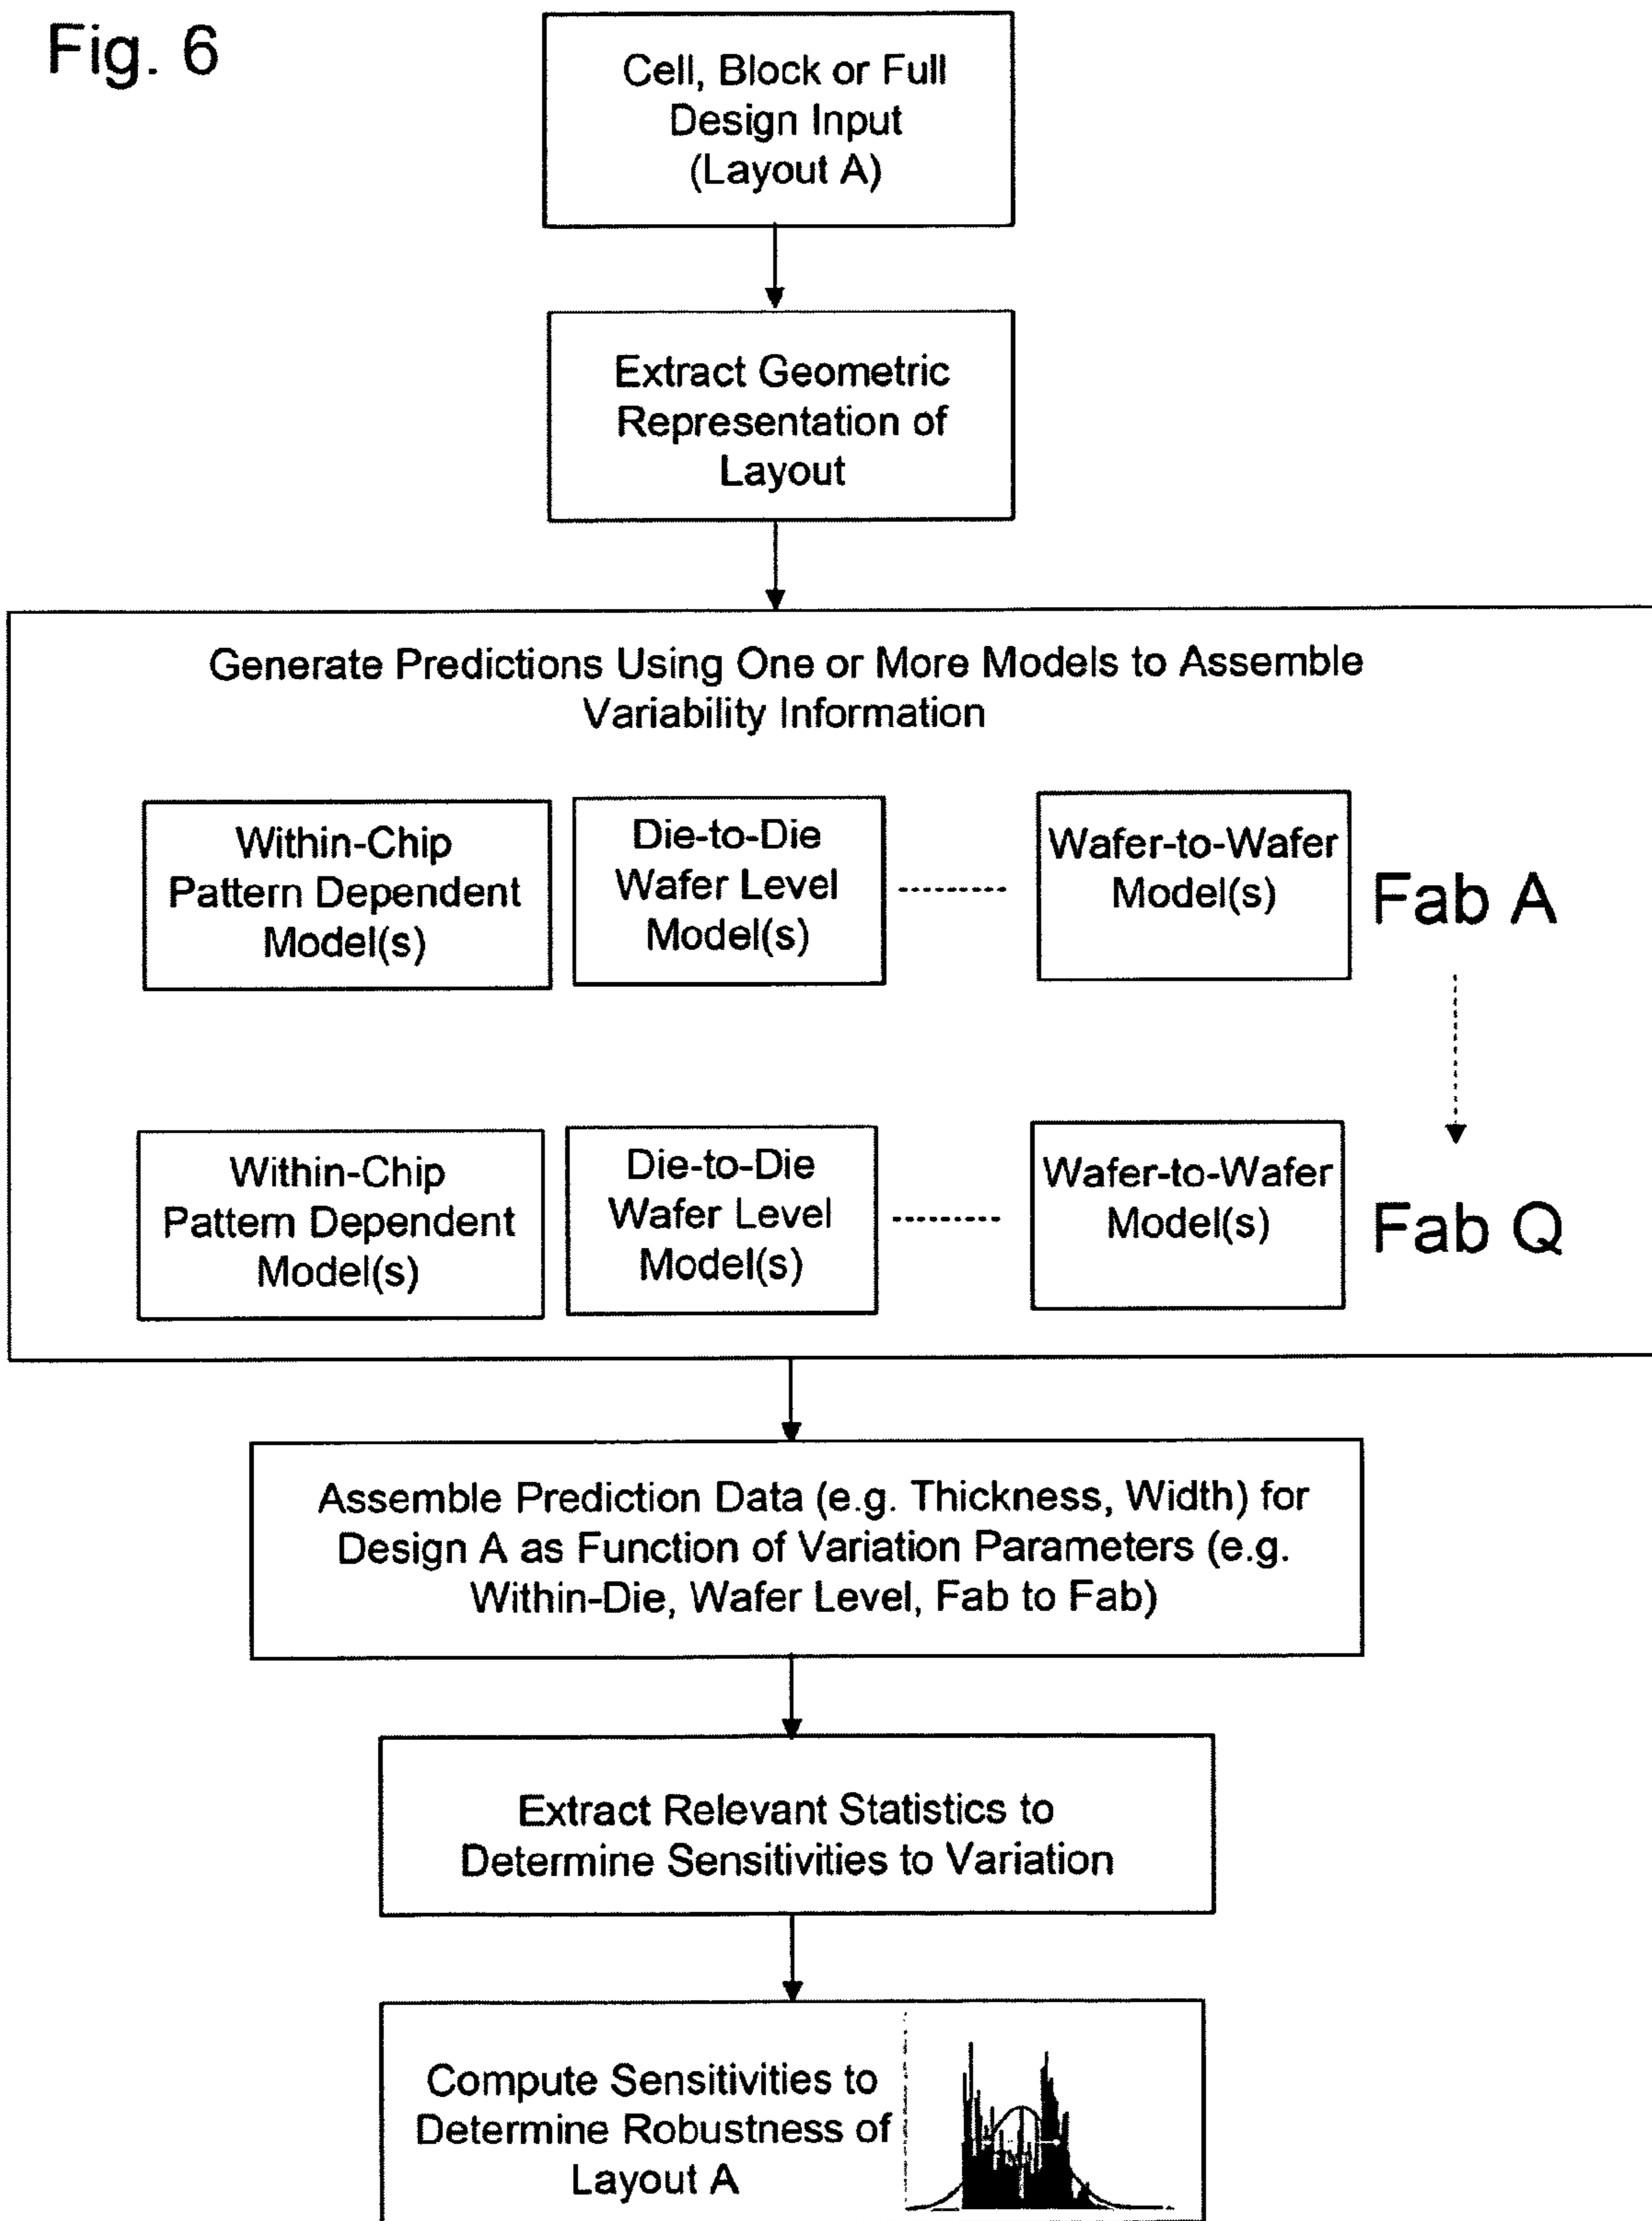 Fig. 6
Cell, Block or Full
Design Input
(Layout A)
Extract Geometric
Representation of
Layout
Generate Predictions Using One or More Models to Assemble
Variability Information
Within-Chip
Pattern Dependent
Model(s)
Die-to-Die
Wafer Level
Model(s)
Wafer-to-Wafer
Model(s)
Fab A
Within-Chip
Pattern Dependent
Model(s)
Die-to-Die
Wafer Level
Model(s)
Wafer-to-Wafer
Model(s)
Fab Q
Assemble Prediction Data (e.g. Thickness, Width) for
Design A as Function of Variation Parameters (e.g.
Within-Die, Wafer Level, Fab to Fab)
Extract Relevant Statistics to
Determine Sensitivities to Variation
Compute Sensitivities to
Determine Robustness of
Layout A